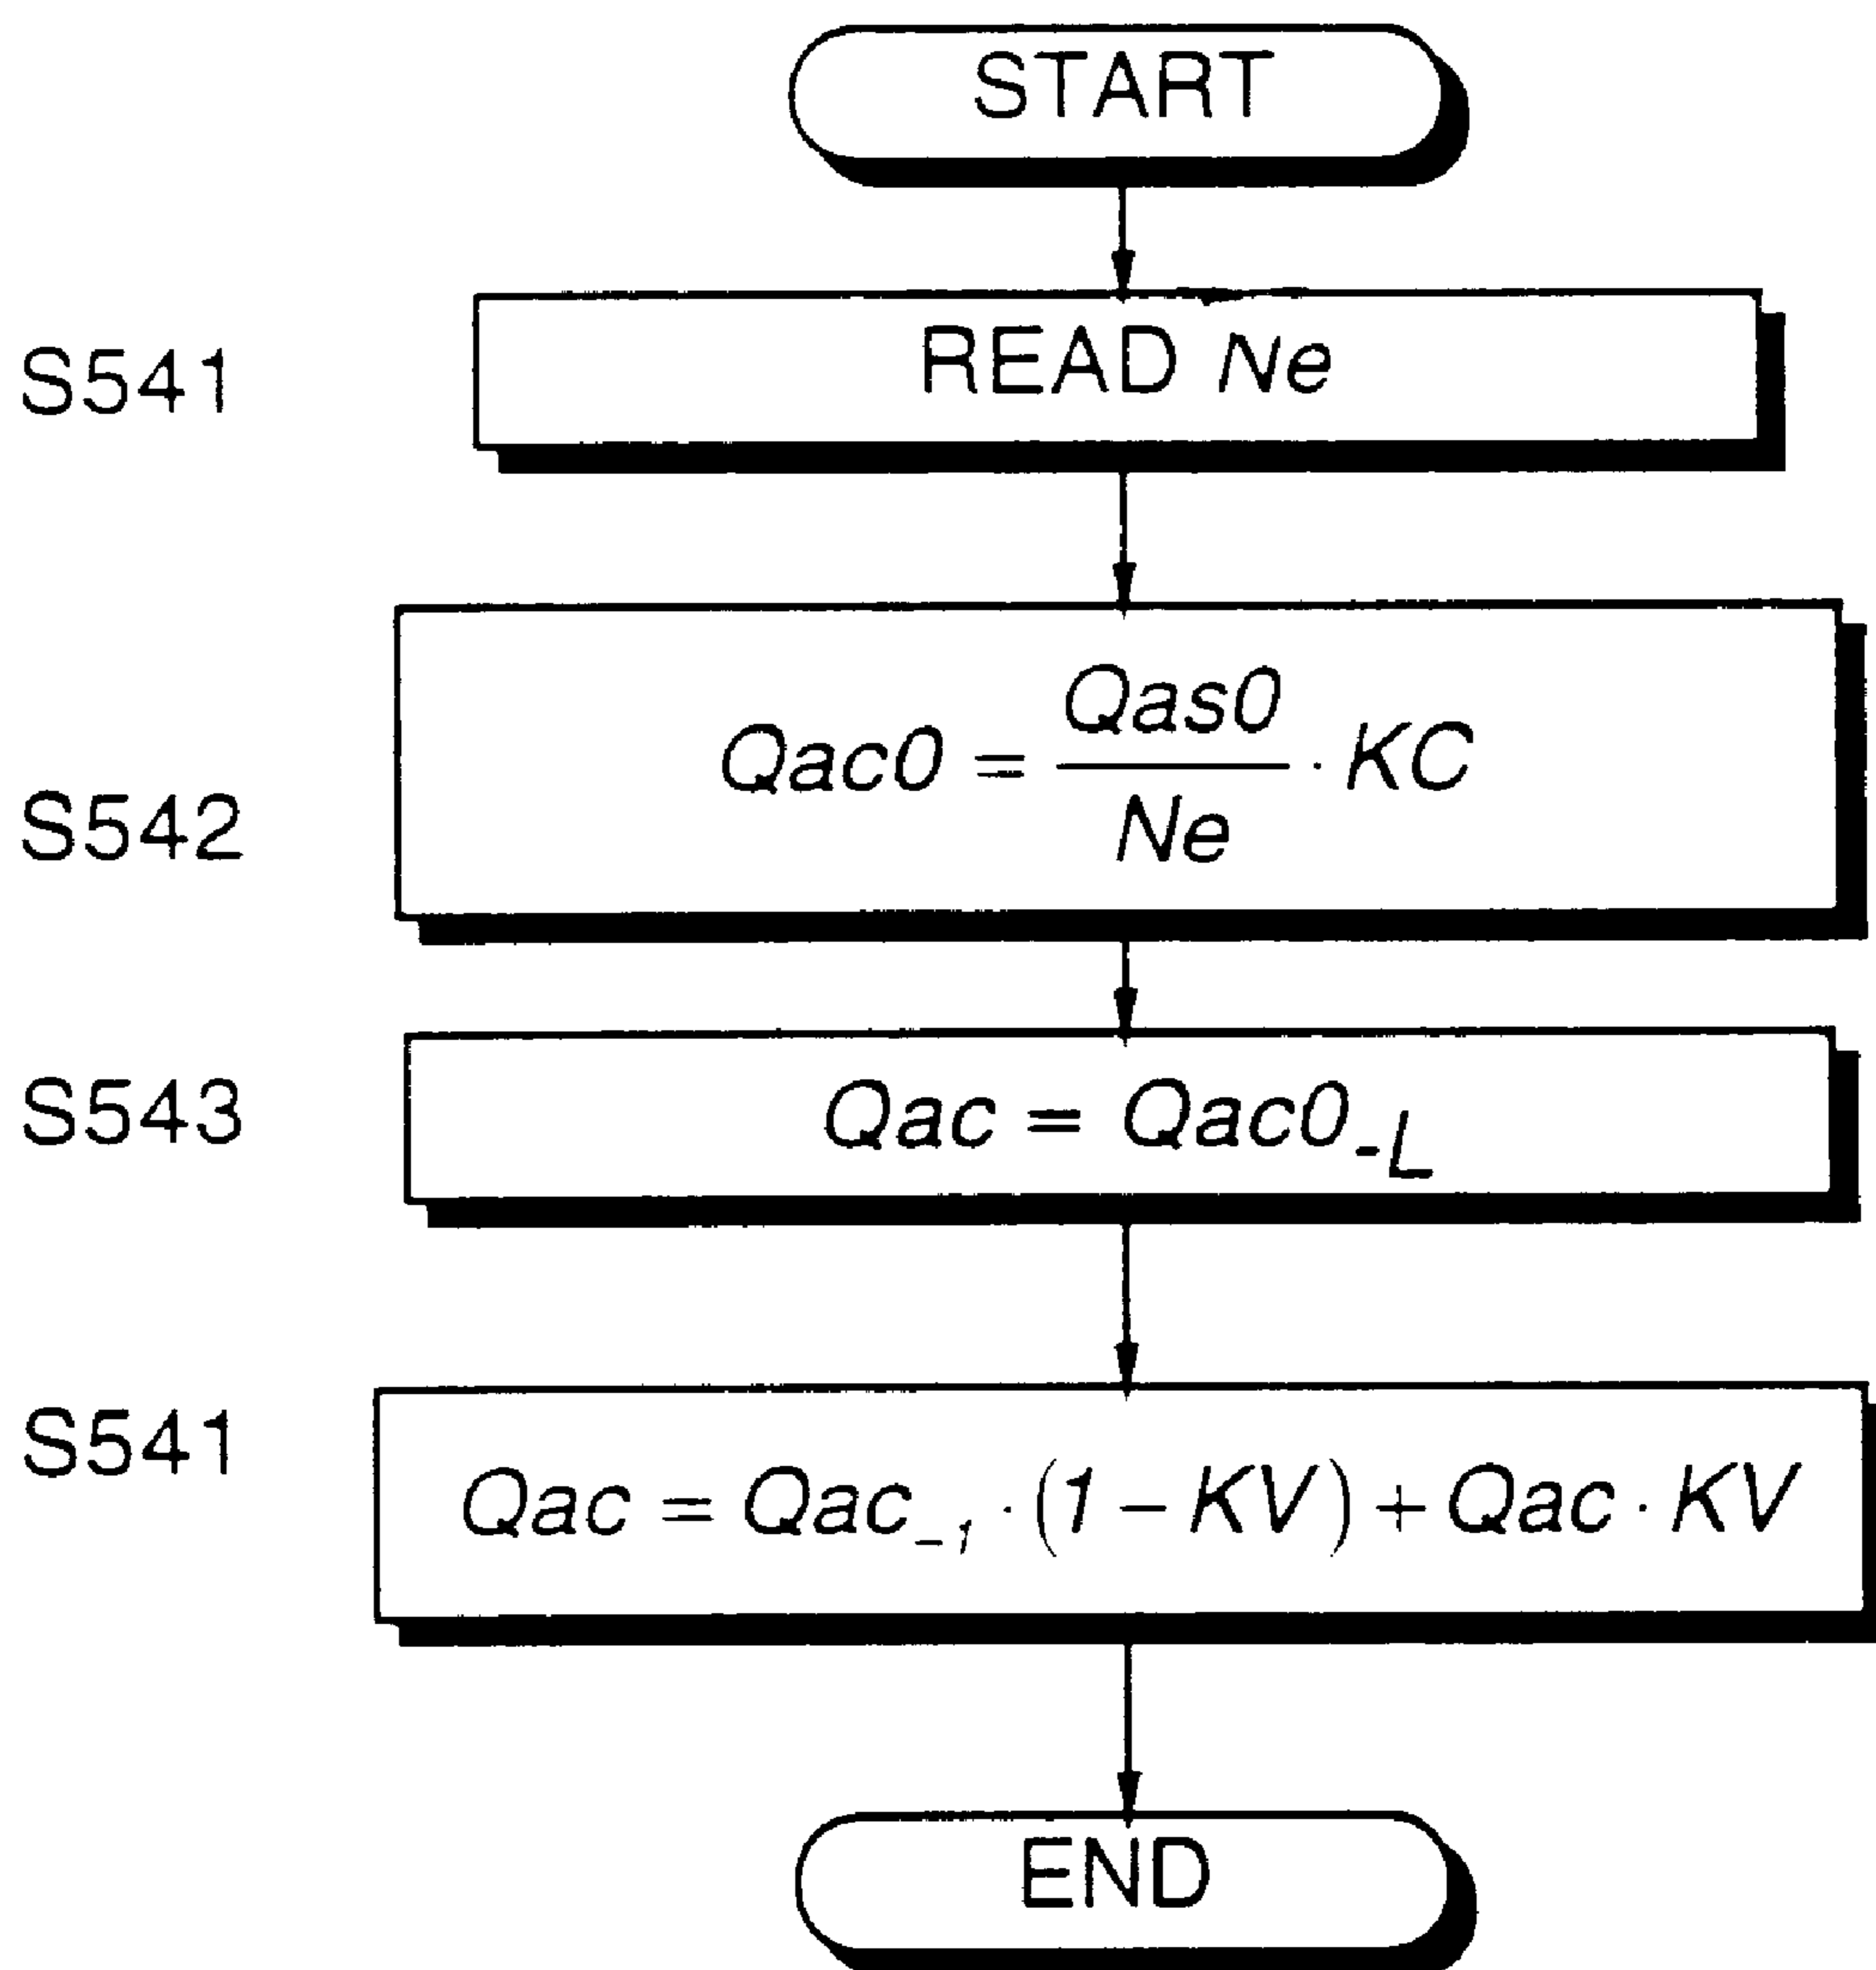 START
S541
READ Ne
S542
Qac0 = Qas0 / Ne · KC
S543
Qac = Qac0-L
S541
Qac = Qac-1 · (1 − KV) + Qac · KV
END